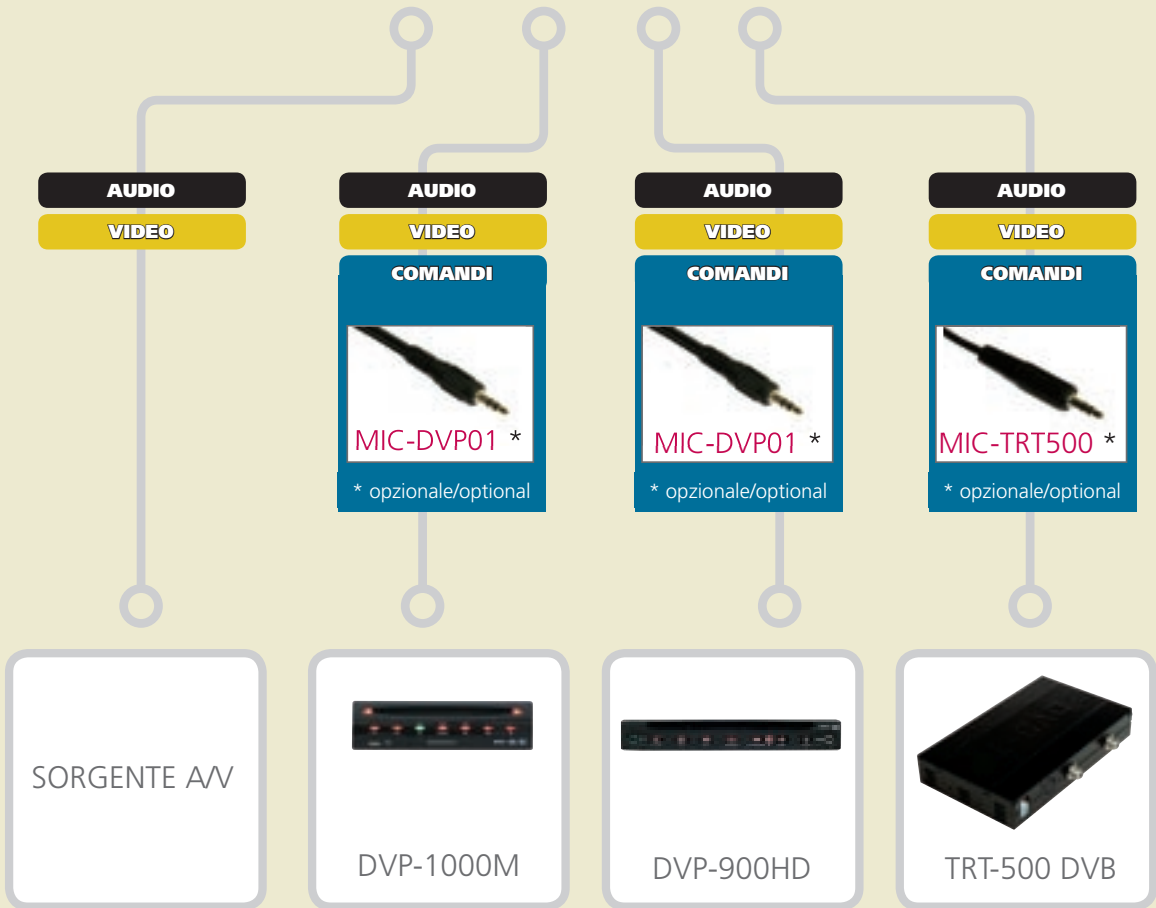 AUDIO
VIDEO
AUDIO
VIDEO
COMANDI
MIC-DVP01 *
* opzionale/optional
AUDIO
VIDEO
COMANDI
MIC-DVP01 *
* opzionale/optional
AUDIO
VIDEO
COMANDI
MIC-TRT500 *
* opzionale/optional
SORGENTE A/V
DVP-1000M
DVP-900HD
TRT-500 DVB